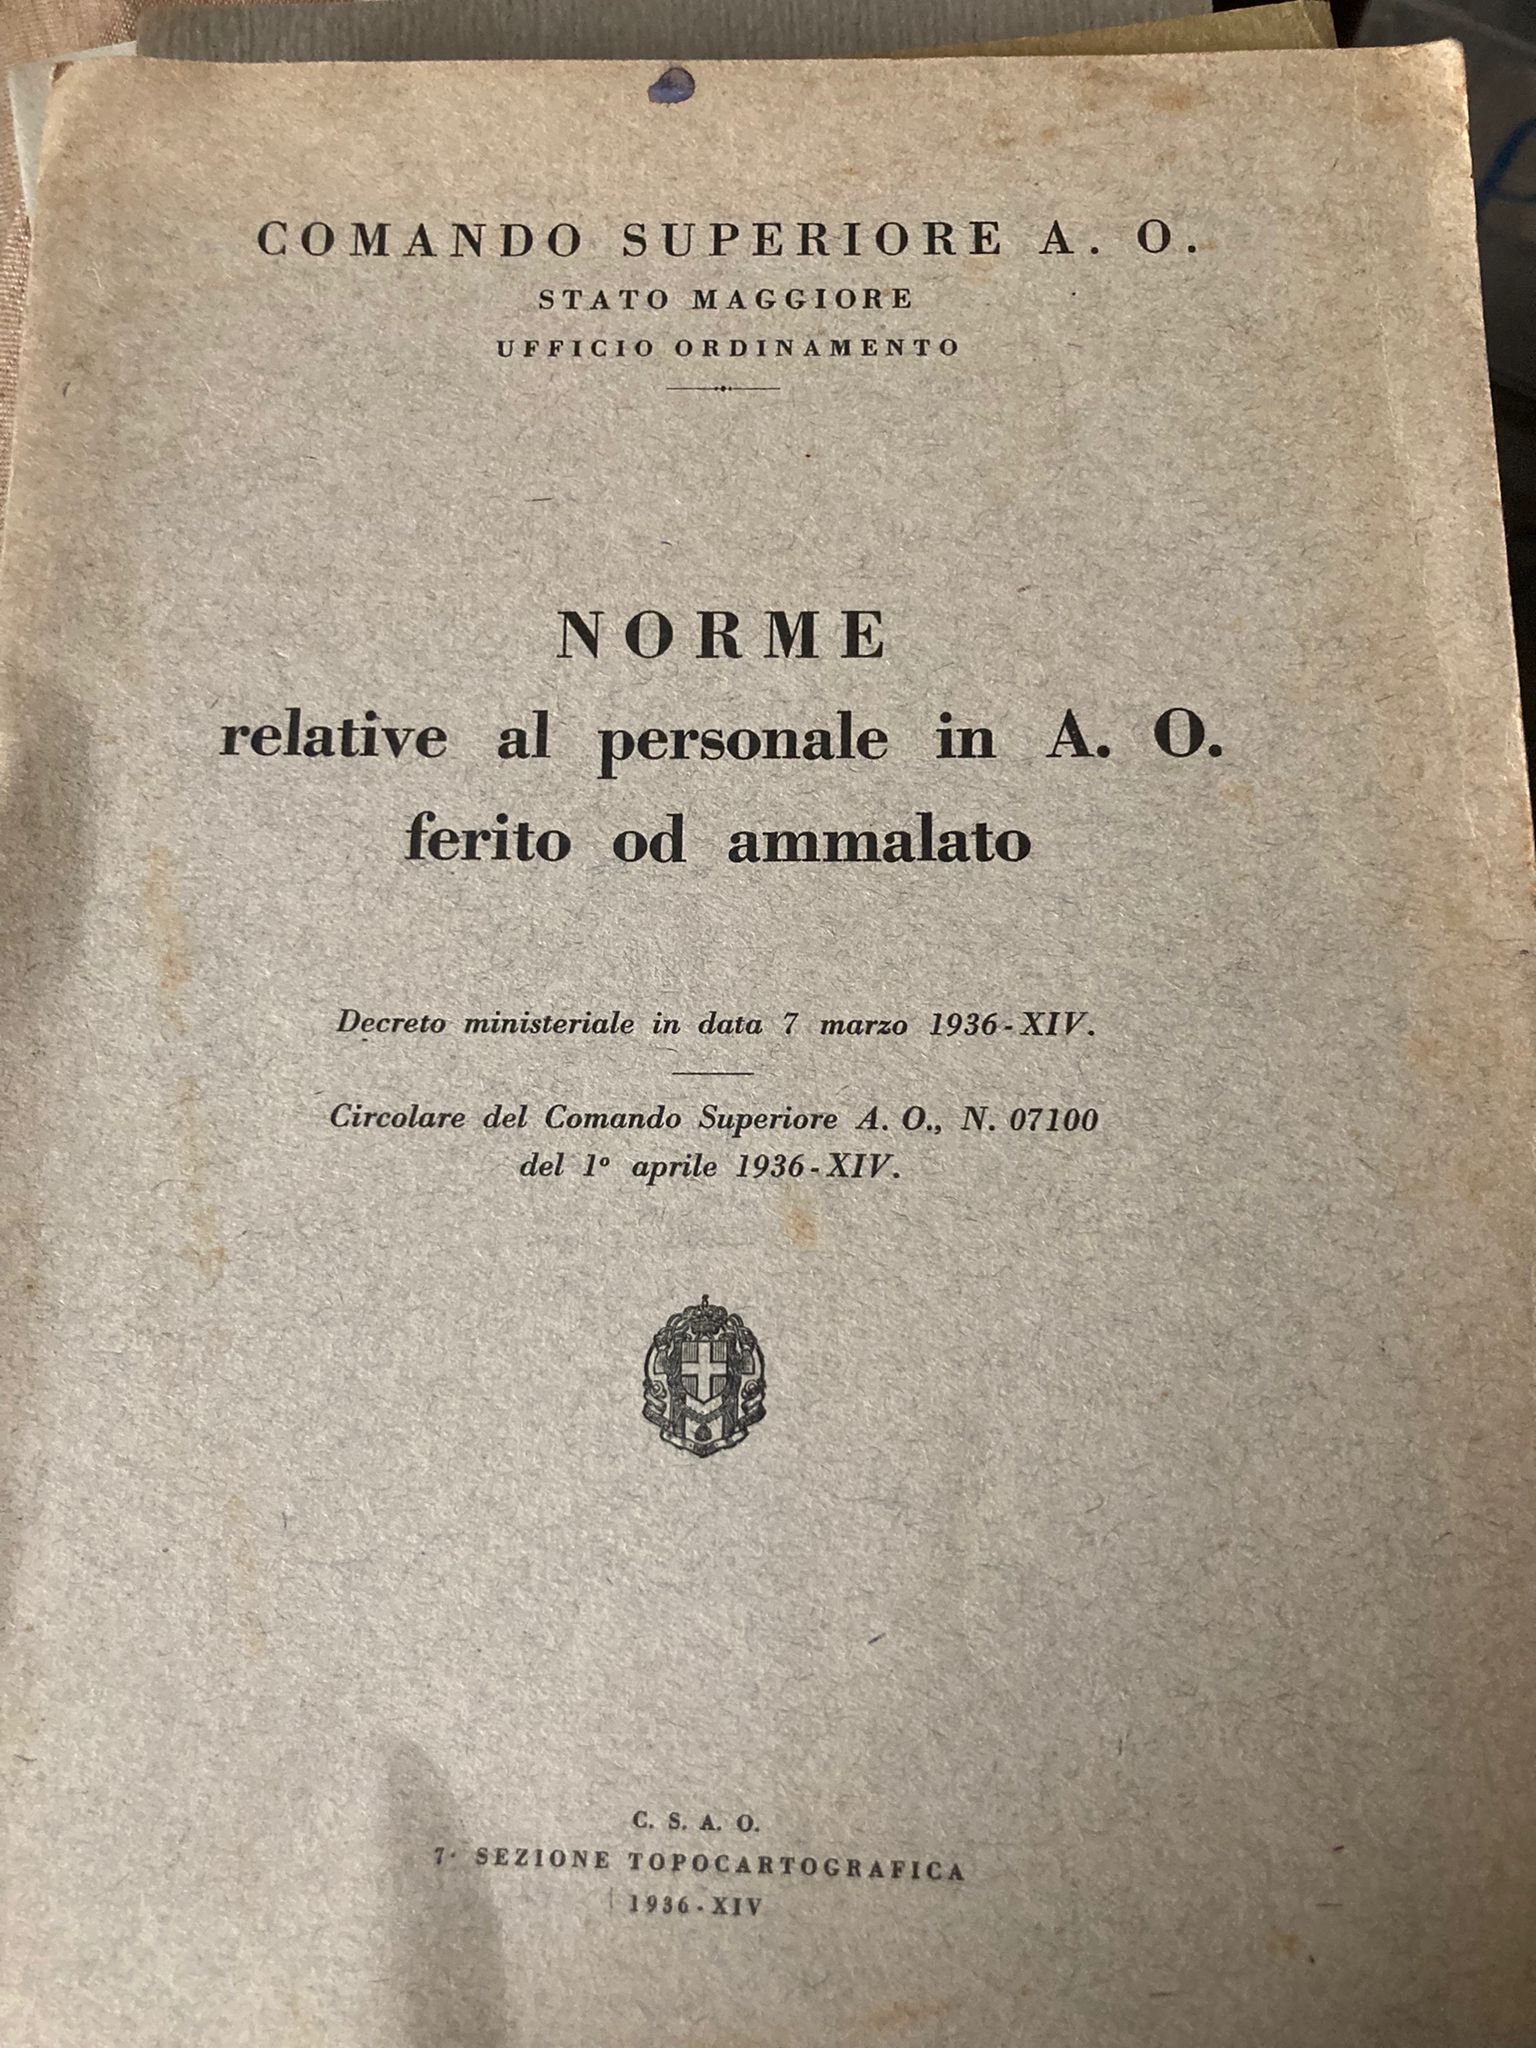 COMANDO SUPERIORE A. O.
STATO MAGGIORE
UFFICIO ORDINAMENTO
NORME
relative al personale in A. O.
ferito od ammalato
Decreto ministeriale in data 7 marzo 1936-XIV.
Circolare del Comando Superiore A. O., N. 07100
del 1º aprile 1936-XIV.
C. S. A. O.
7ª SEZIONE TOPOCARTOGRAFICA
1936-XIV